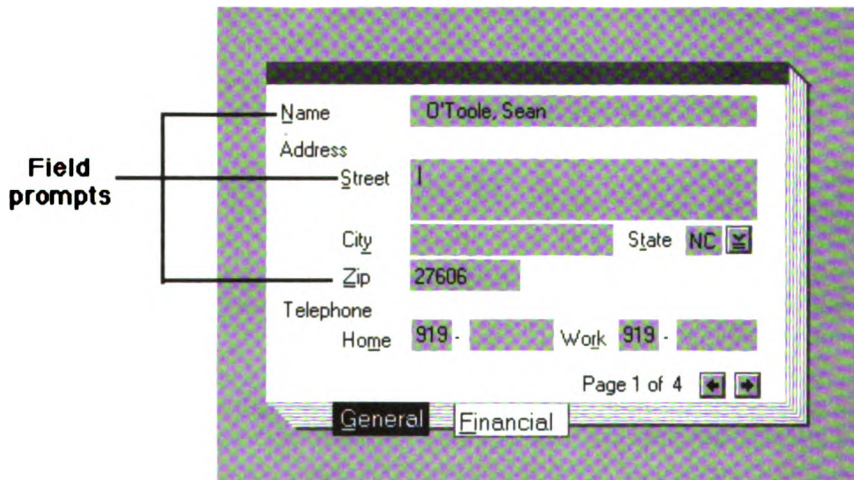 Name O'Toole, Sean
Address
Field prompts
Street
City State NC
Zip 27606
Telephone
Home 919 - Work 919 -
Page 1 of 4
General Financial